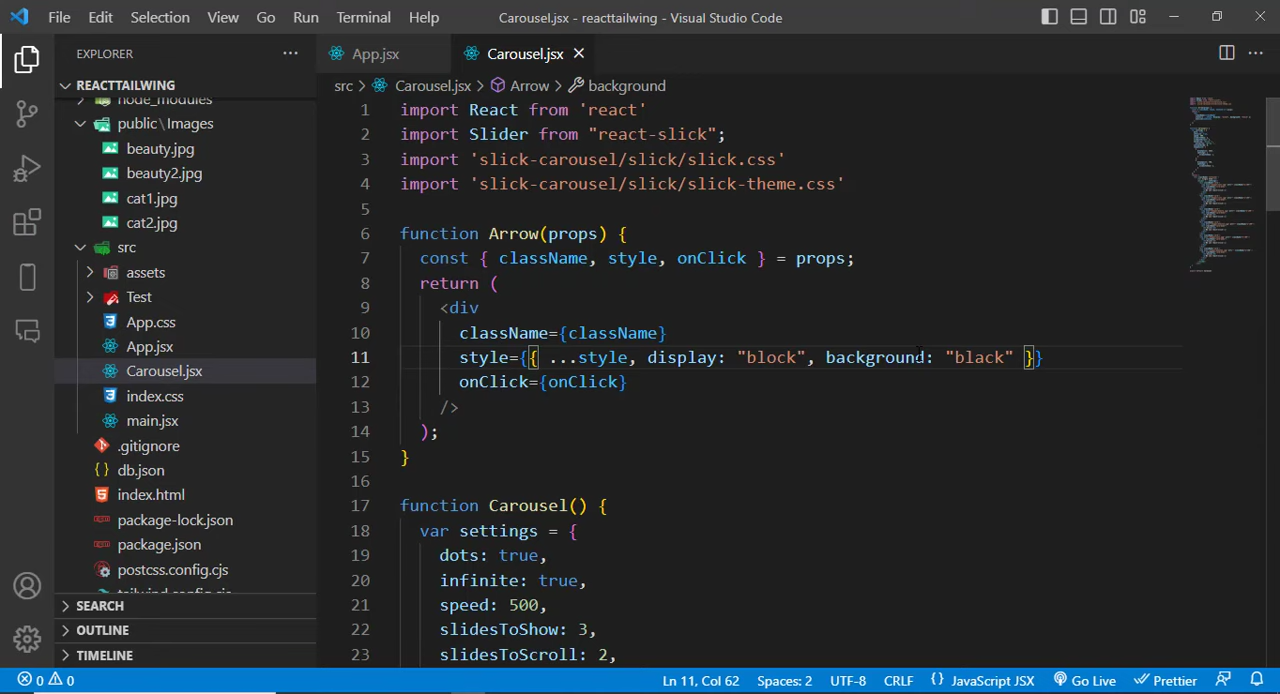 File Edit Selection View Go Run Terminal Help Carousel.jsx - reacttailwing - Visual Studio Code
EXPLORER
REACTTAILWING
node_modules
public\Images
beauty.jpg
beauty2.jpg
cat1.jpg
cat2.jpg
src
assets
Test
App.css
App.jsx
Carousel.jsx
index.css
main.jsx
.gitignore
db.json
index.html
package-lock.json
package.json
postcss.config.cjs
tailwind.config.cjs
SEARCH
OUTLINE
TIMELINE
App.jsx Carousel.jsx
src > Carousel.jsx > Arrow > background
1 import React from 'react'
2 import Slider from "react-slick";
3 import 'slick-carousel/slick/slick.css'
4 import 'slick-carousel/slick/slick-theme.css'
5
6 function Arrow(props) {
7 const { className, style, onClick } = props;
8 return (
9 <div
10 className={className}
11 style={{ ...style, display: "block", background: "black" }}
12 onClick={onClick}
13 />
14 );
15 }
16
17 function Carousel() {
18 var settings = {
19 dots: true,
20 infinite: true,
21 speed: 500,
22 slidesToShow: 3,
23 slidesToScroll: 2,
0 0 Ln 11, Col 62 Spaces: 2 UTF-8 CRLF {} JavaScript JSX Go Live Prettier